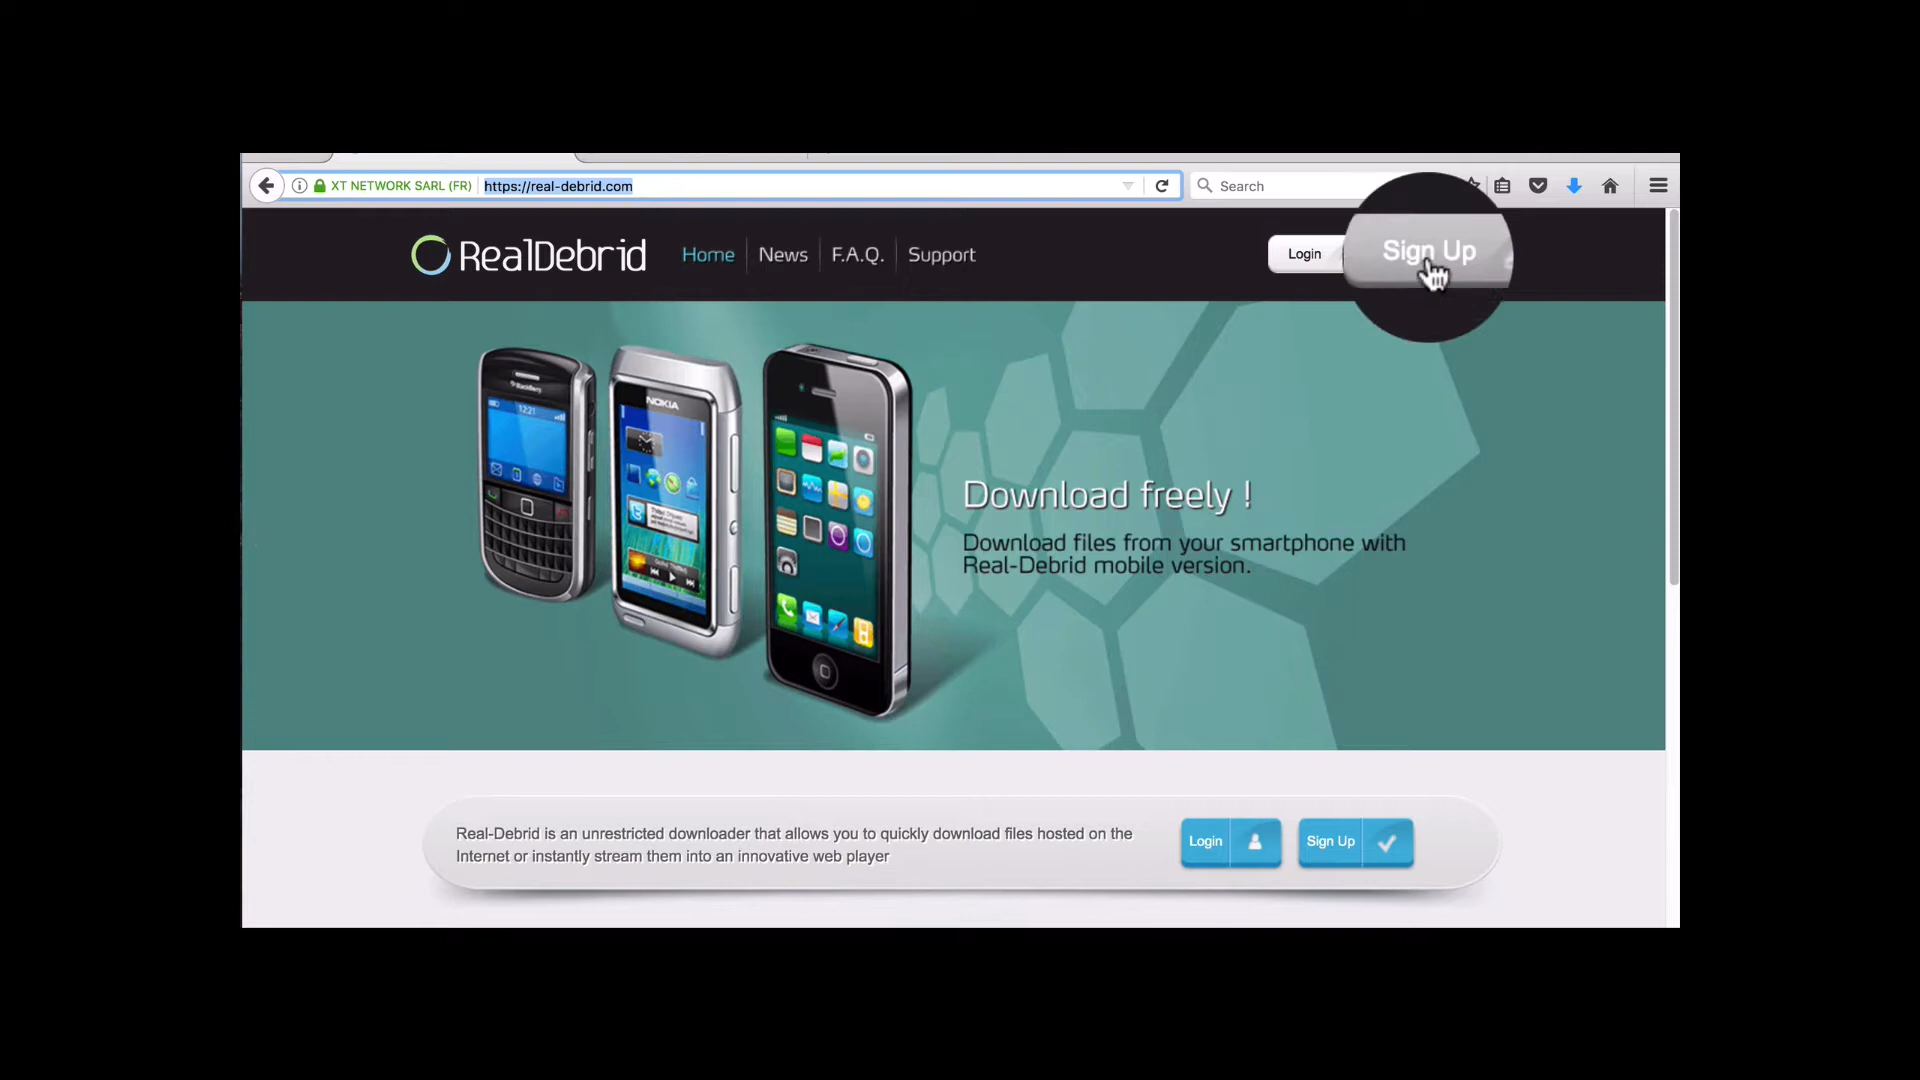 XT NETWORK SARL (FR) https://real-debrid.com Search
RealDebrid Home News F.A.Q. Support Login Sign Up
BlackBerry
12:21
NOKIA
Download freely !
Download files from your smartphone with
Real-Debrid mobile version.
Real-Debrid is an unrestricted downloader that allows you to quickly download files hosted on the
Internet or instantly stream them into an innovative web player
Login Sign Up